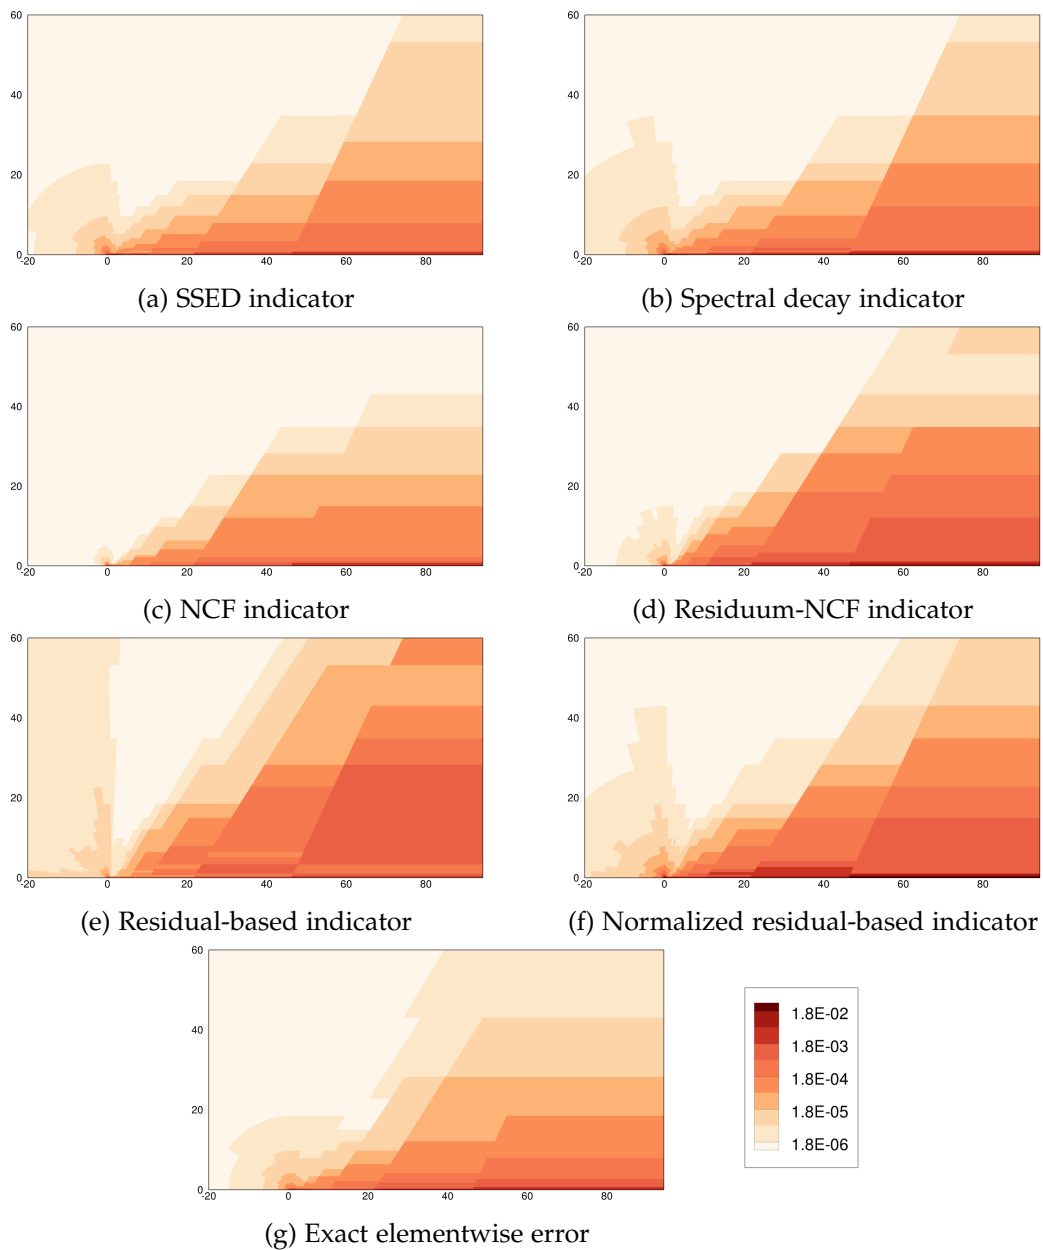 60
40
20
0
-20 0 20 40 60 80
(a) SSED indicator
60
40
20
0
-20 0 20 40 60 80
(b) Spectral decay indicator
60
40
20
0
-20 0 20 40 60 80
(c) NCF indicator
60
40
20
0
-20 0 20 40 60 80
(d) Residuum-NCF indicator
60
40
20
0
-20 0 20 40 60 80
(e) Residual-based indicator
60
40
20
0
-20 0 20 40 60 80
(f) Normalized residual-based indicator
60
40
20
0
-20 0 20 40 60 80
(g) Exact elementwise error
1.8E-02
1.8E-03
1.8E-04
1.8E-05
1.8E-06